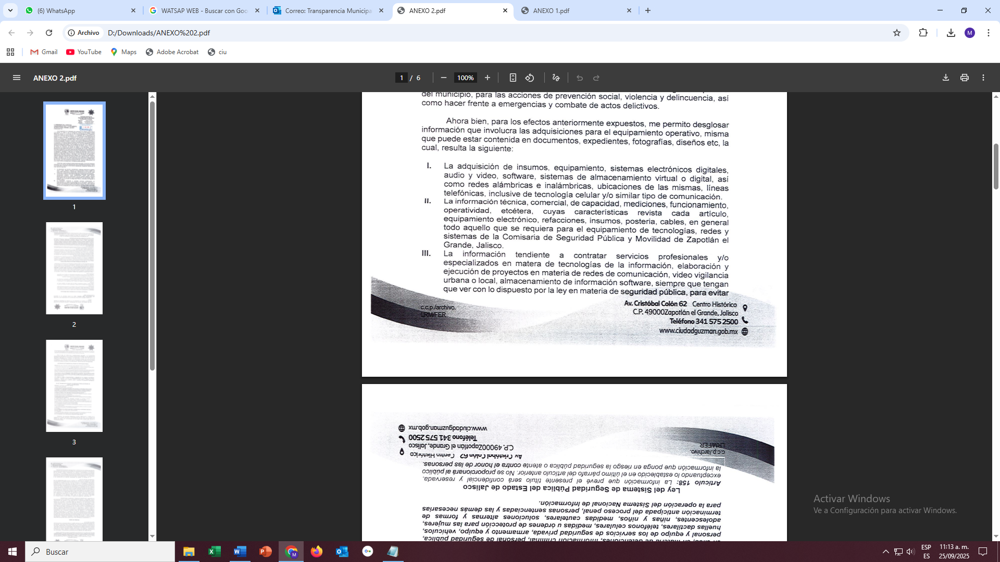 (6) WhatsApp
WATSAP WEB - Buscar con Goo
Correo: Transparencia Municipa
ANEXO 2.pdf
ANEXO 1.pdf
Archivo
D:/Downloads/ANEXO%202.pdf
M
Gmail
YouTube
Maps
Adobe Acrobat
ciu
ANEXO 2.pdf
1 / 6
100%
1
2
3
del municipio, para las acciones de prevención social, violencia y delincuencia, así
como hacer frente a emergencias y combate de actos delictivos.
Ahora bien, para los efectos anteriormente expuestos, me permito desglosar
información que involucra las adquisiciones para el equipamiento operativo, misma
que puede estar contenida en documentos, expedientes, fotografías, diseños etc, la
cual, resulta la siguiente:
I. La adquisición de insumos, equipamiento, sistemas electrónicos digitales,
audio y video, software, sistemas de almacenamiento virtual o digital, así
como redes alámbricas e inalámbricas, ubicaciones de las mismas, líneas
telefónicas, inclusive de tecnología celular y/o similar tipo de comunicación.
II. La información técnica, comercial, de capacidad, mediciones, funcionamiento,
operatividad, etcétera, cuyas características revista cada artículo,
equipamiento electrónico, refacciones, insumos, posteria, cables, en general
todo aquello que se requiera para el equipamiento de tecnologías, redes y
sistemas de la Comisaria de Seguridad Pública y Movilidad de Zapotlán el
Grande, Jalisco.
III. La información tendiente a contratar servicios profesionales y/o
especializados en matera de tecnologías de la información, elaboración y
ejecución de proyectos en materia de redes de comunicación, video vigilancia
urbana o local, almacenamiento de información software, siempre que tengan
que ver con lo dispuesto por la ley en materia de seguridad pública, para evitar
c.c.p./archivo.
LRM/FER
Av. Cristóbal Colón 62 Centro Histórico
C.P. 49000Zapotlán el Grande, Jalisco
Teléfono 341 575 2500
www.ciudadguzman.gob.mx
www.ciudadguzman.gob.mx
Teléfono 341 575 2500
C.P. 49000Zapotlán el Grande, Jalisco
Av. Cristóbal Colón 62 Centro Histórico
LRM/FER
c.c.p./archivo.
la información que ponga en riesgo la seguridad pública o atente contra el honor de las personas.
exceptuando lo establecido en el último párrafo del artículo anterior. No se proporcionará al público
Artículo 158: La información que prevé el presente título será confidencial y reservada,
Ley del Sistema de Seguridad Pública del Estado de Jalisco
para la operación del Sistema Nacional de Información.
terminación anticipada del proceso penal, personas sentenciadas y las demás necesarias
adolescentes, niñas y niños, medidas cautelares, soluciones alternas y formas de
huellas dactilares, teléfonos celulares, medidas u órdenes de protección para las mujeres,
personal y equipo de los servicios de seguridad privada, armamento y equipo, vehículos,
Activar Windows
Ve a Configuración para activar Windows.
Buscar
ESP
ES
11:13 a. m.
25/09/2025